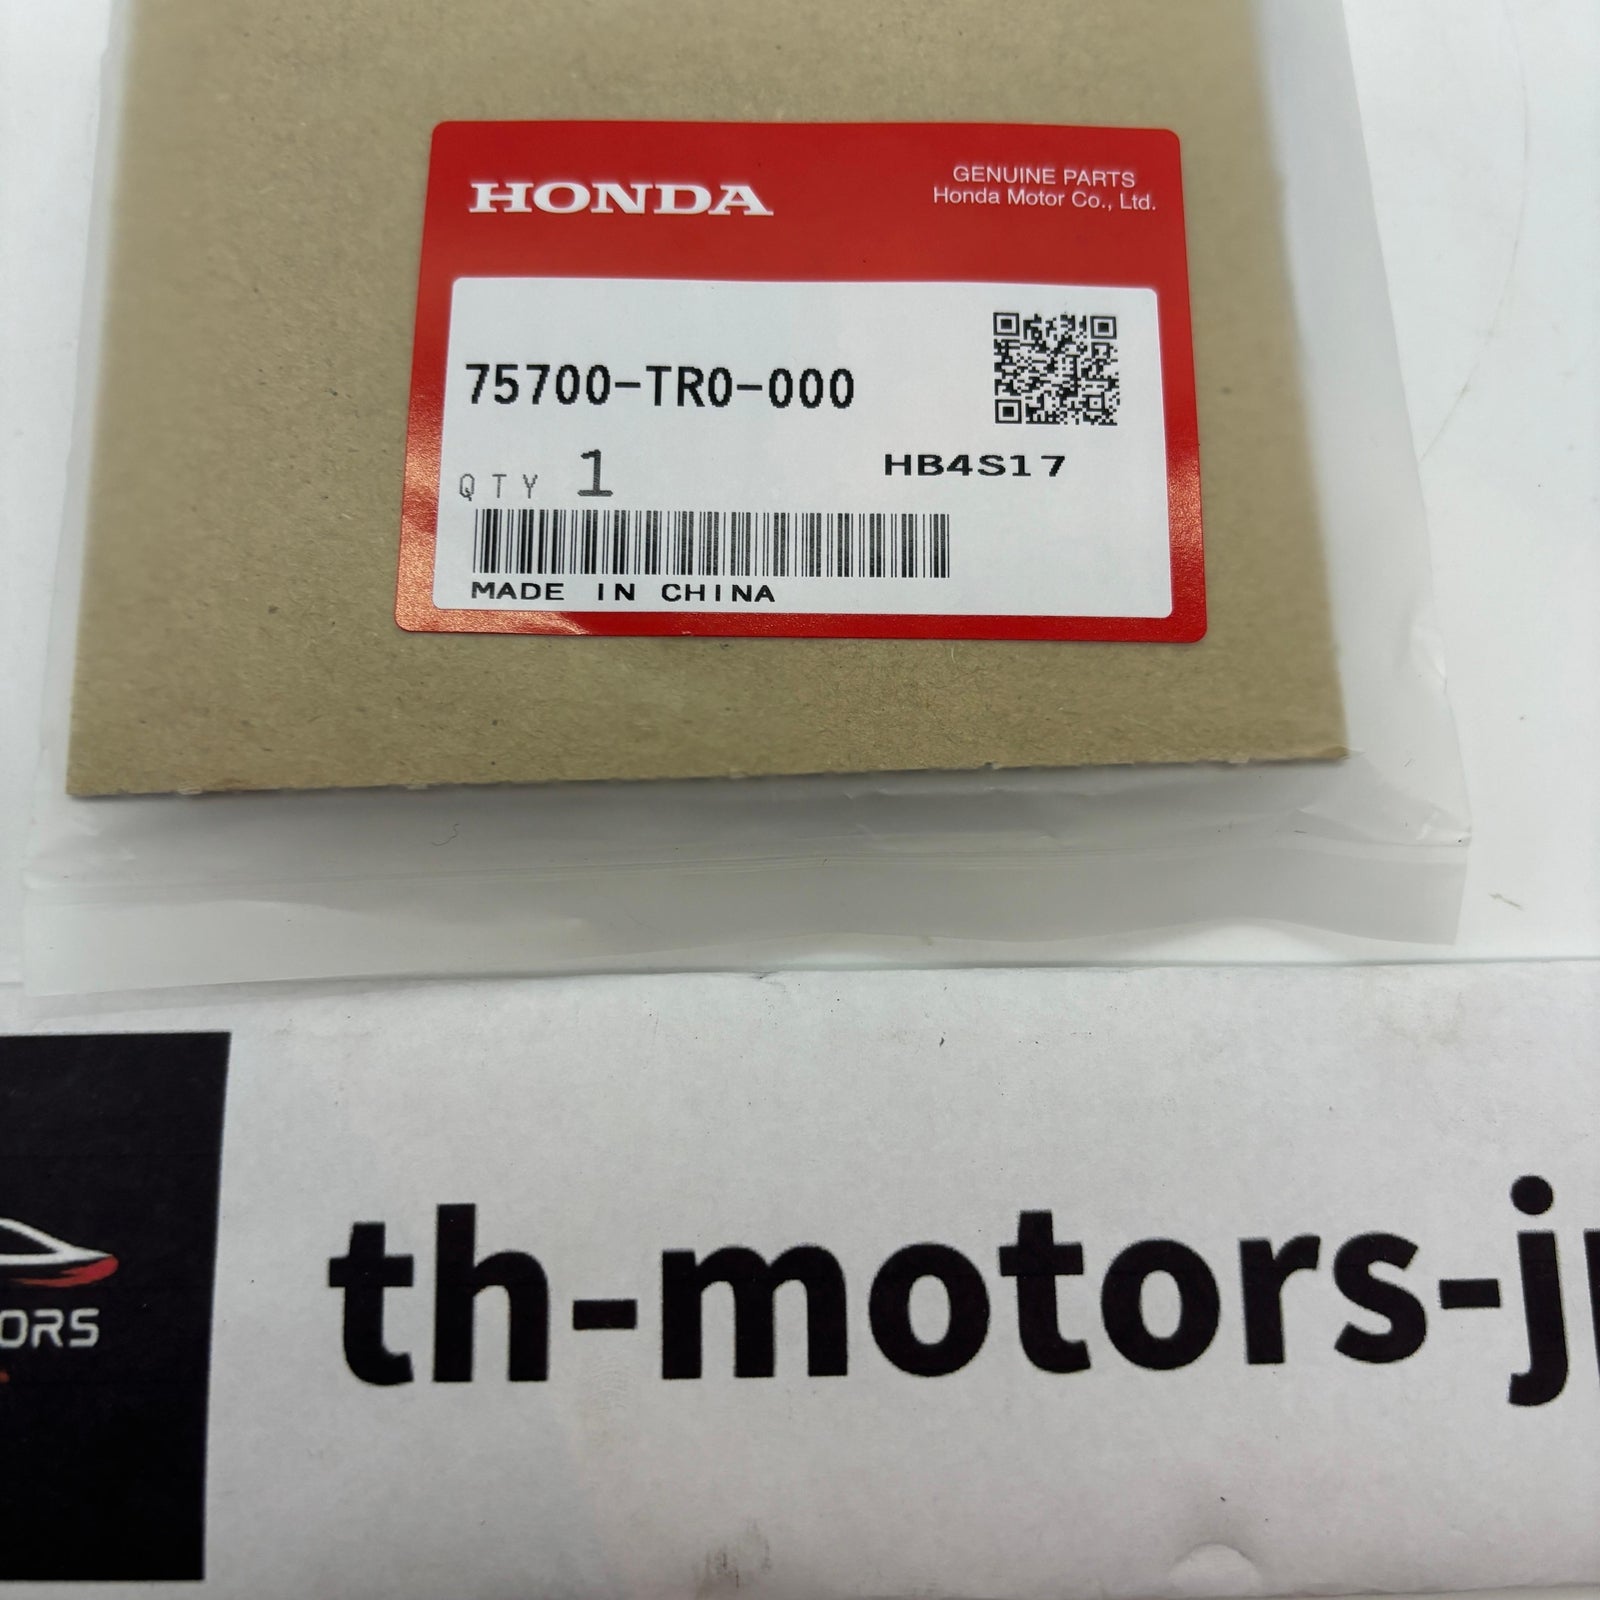 HONDA
GENUINE PARTS
Honda Motor Co., Ltd.
75700-TR0-000
QTY 1
HB4S17
MADE IN CHINA
th-motors-j
ORS